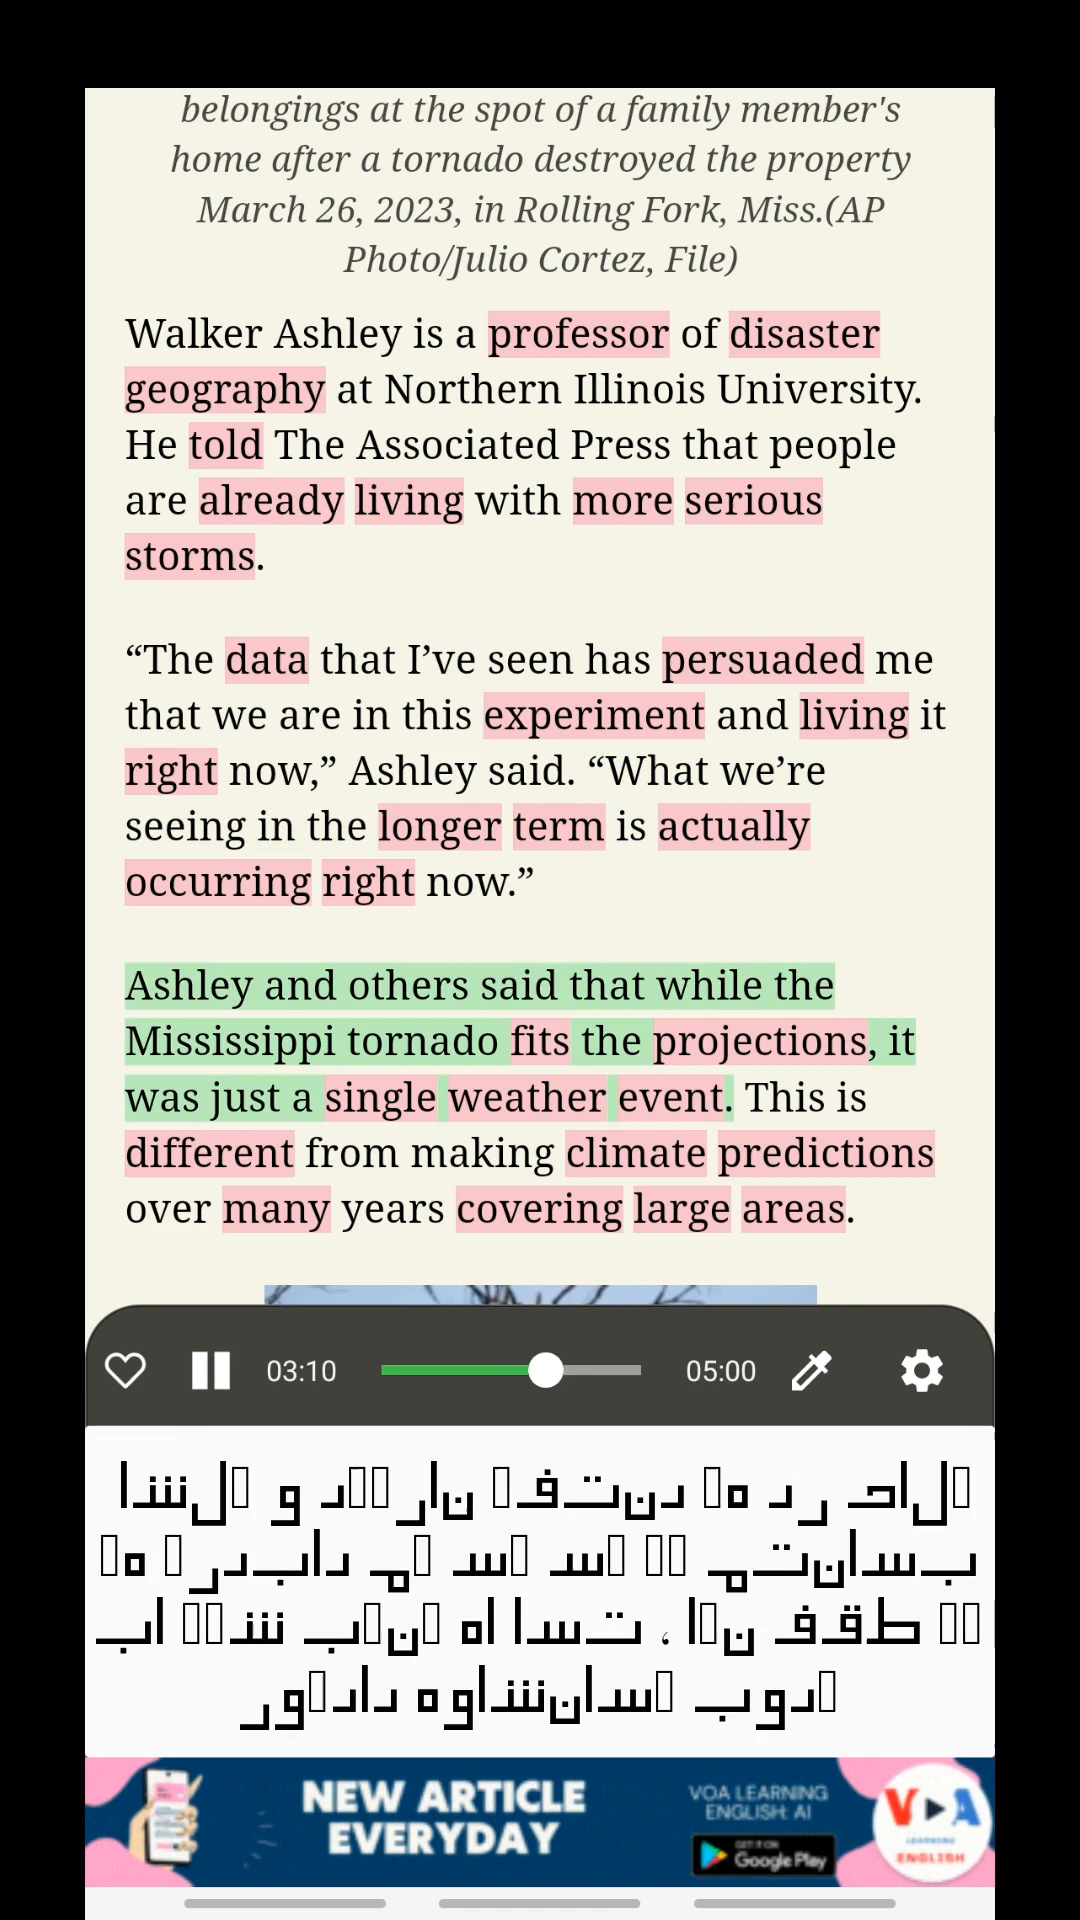 belongings at the spot of a family member's
home after a tornado destroyed the property
March 26, 2023, in Rolling Fork, Miss.(AP
Photo/Julio Cortez, File)
Walker Ashley is a professor of disaster
geography at Northern Illinois University.
He told The Associated Press that people
are already living with more serious
storms.
“The data that I’ve seen has persuaded me
that we are in this experiment and living it
right now,” Ashley said. “What we’re
seeing in the longer term is actually
occurring right now.”
Ashley and others said that while the
Mississippi tornado fits the projections, it
was just a single weather event. This is
different from making climate predictions
over many years covering large areas.
03:10
05:00
NEW ARTICLE
EVERYDAY
VOA LEARNING
ENGLISH: AI
GET IT ON
Google Play
VOA
LEARNING
ENGLISH